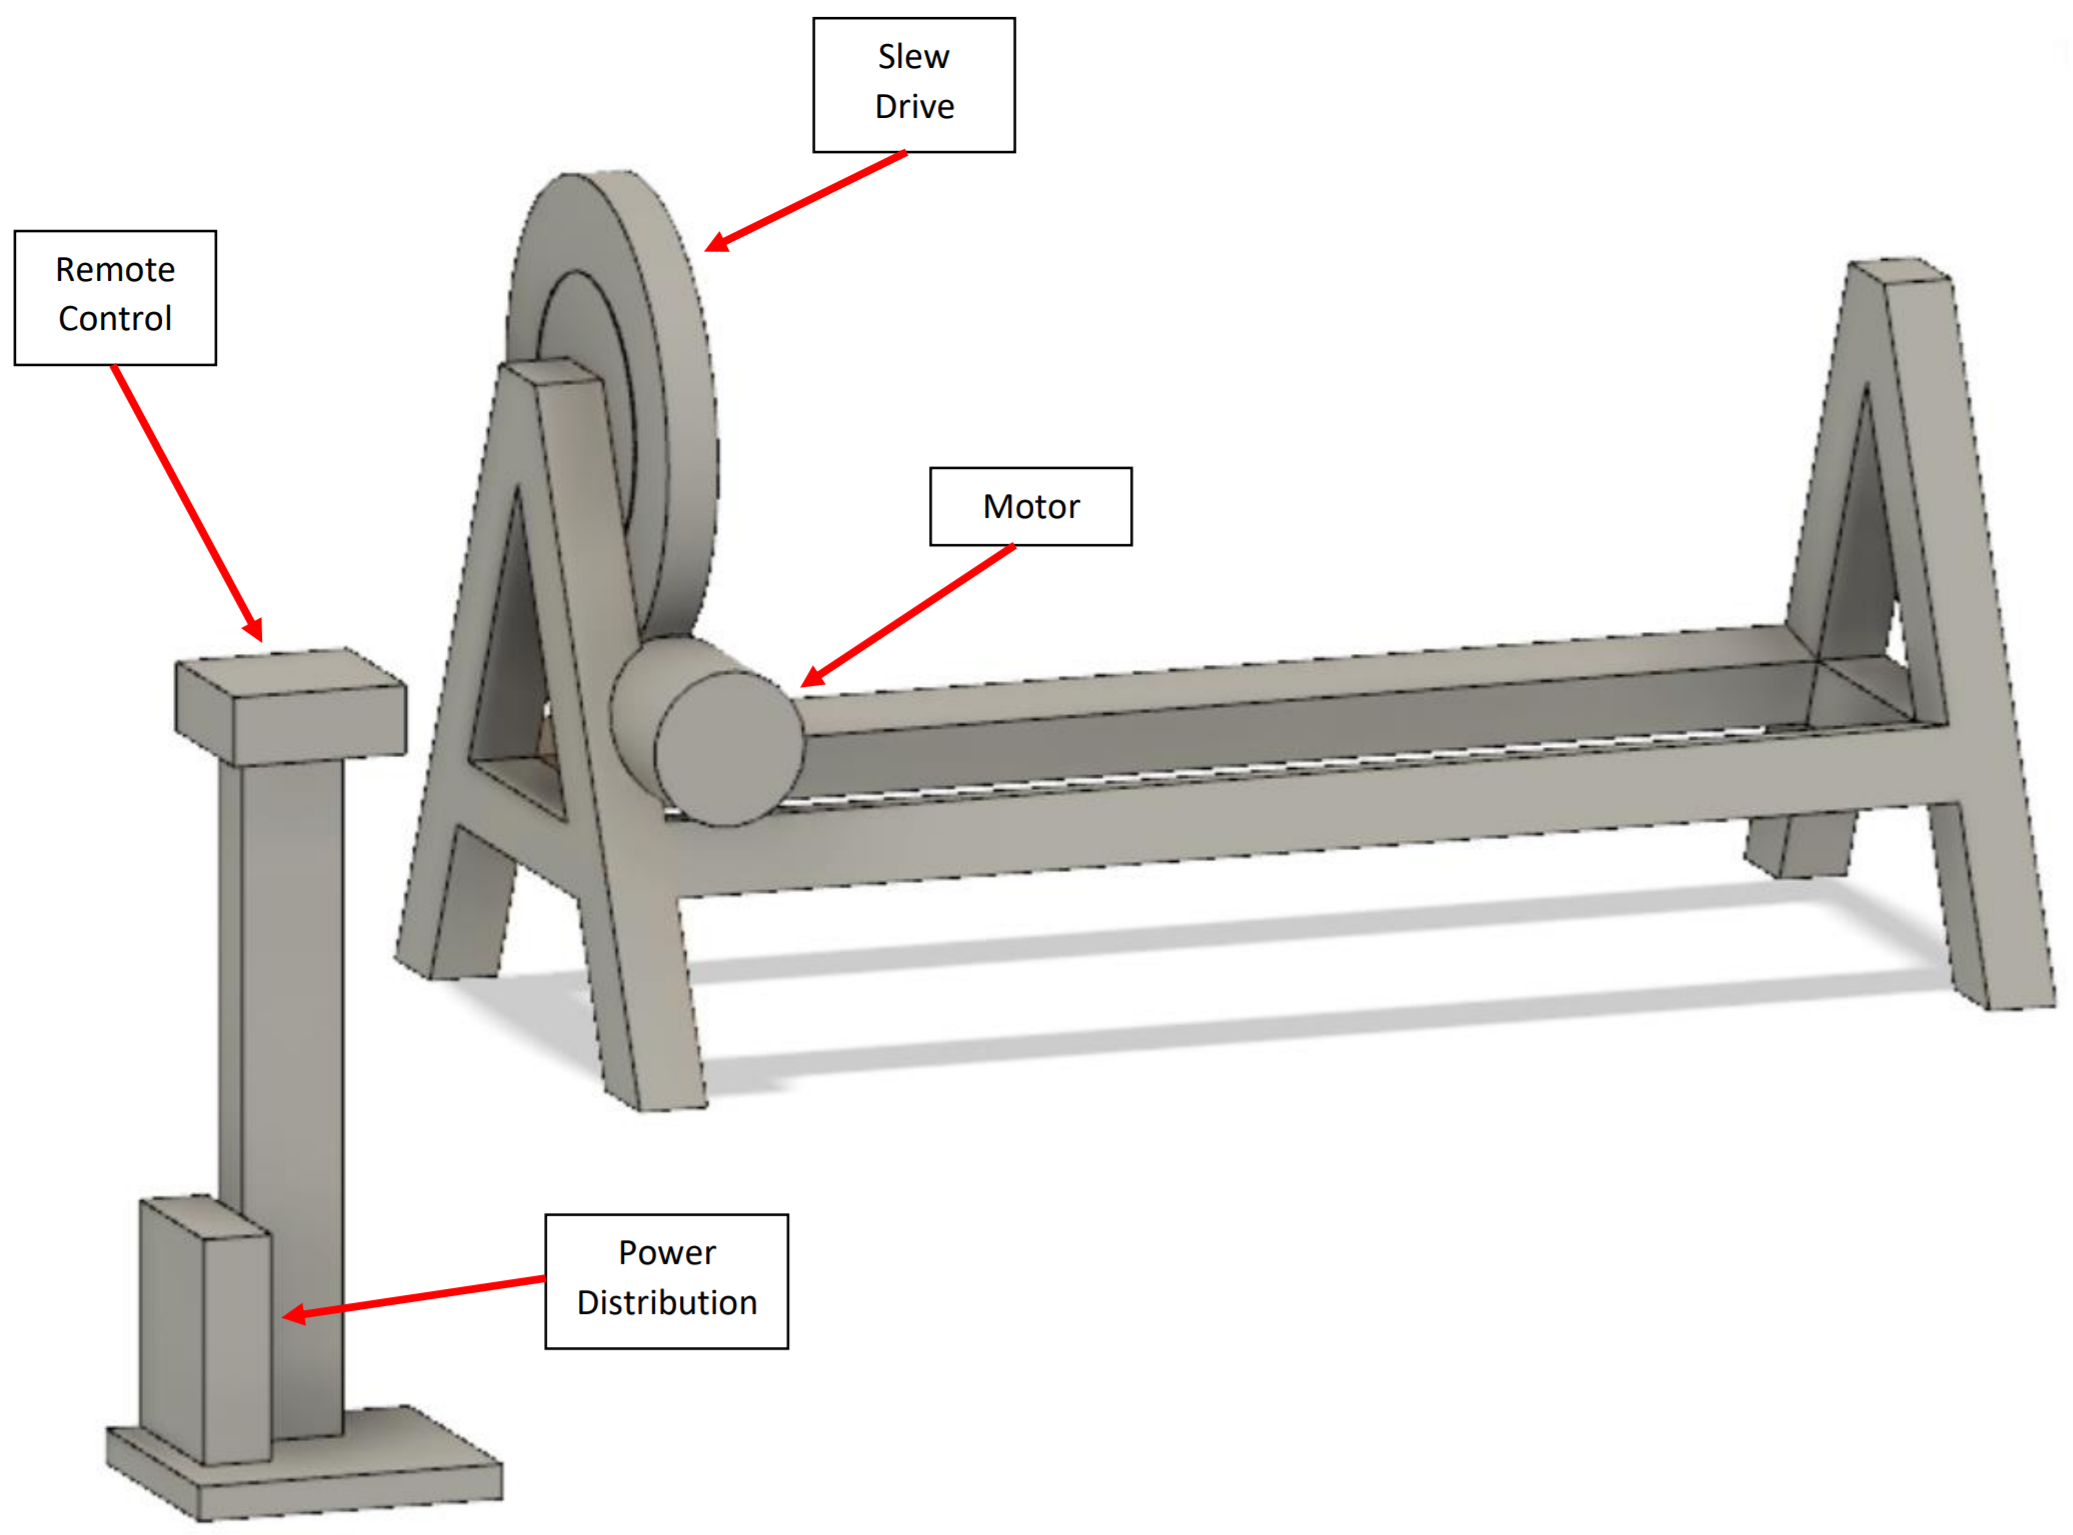 Slew
Drive
Remote
Control
Motor
Power
Distribution